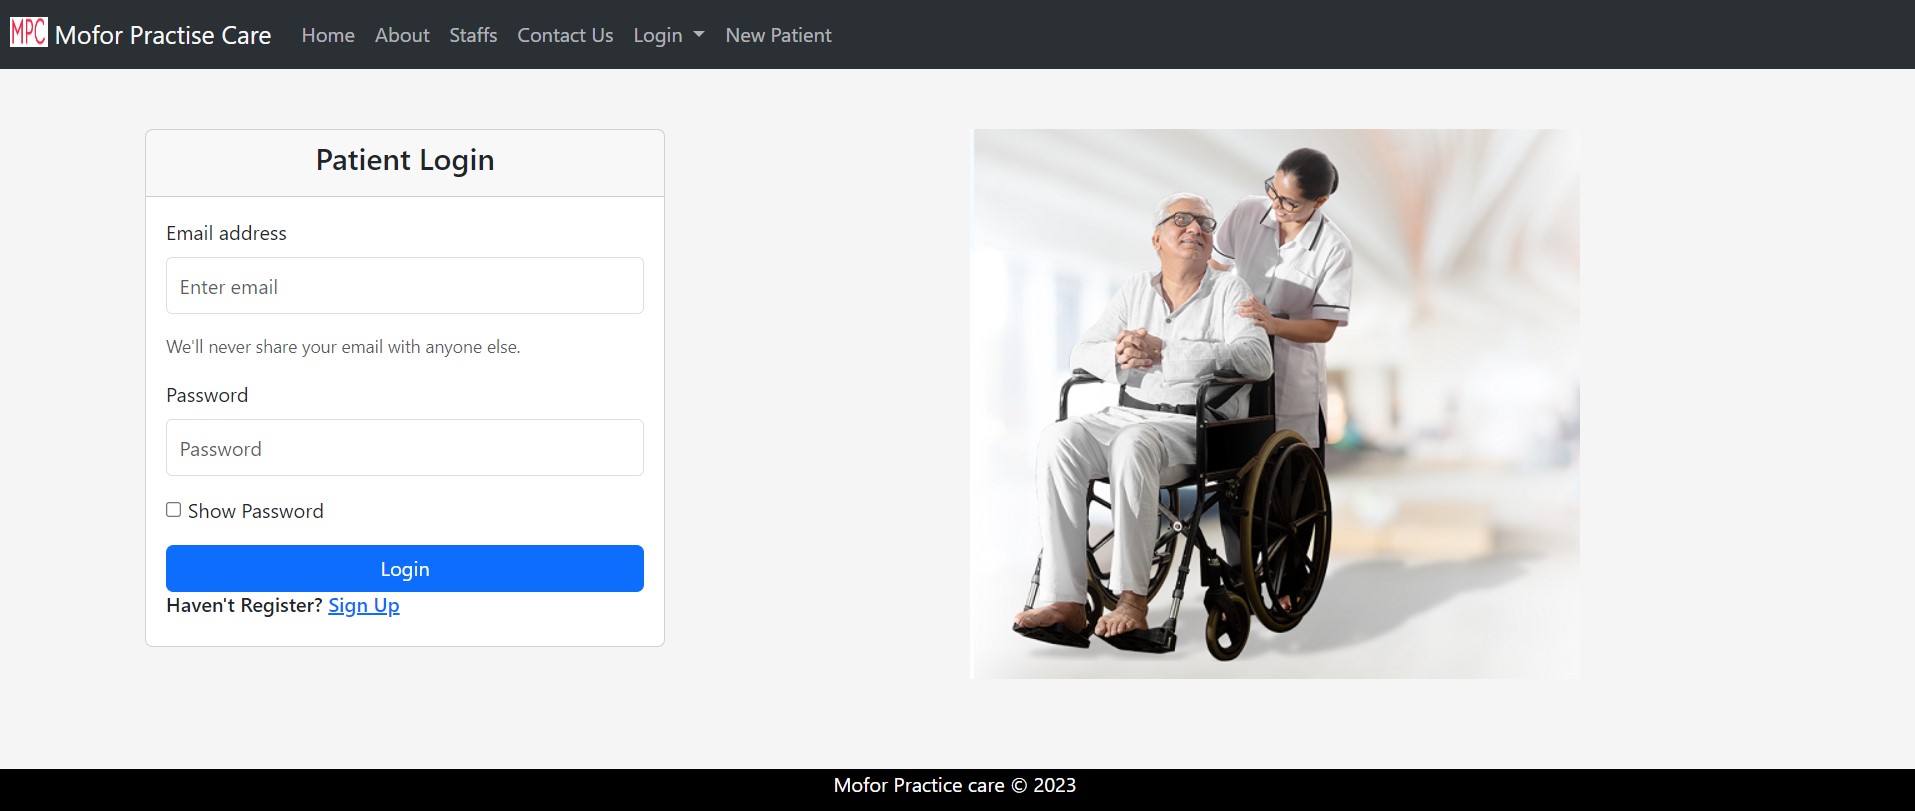 MPC Mofor Practise Care Home About Staffs Contact Us Login New Patient
Patient Login
Email address
Enter email
We'll never share your email with anyone else.
Password
Password
Show Password
Login
Haven't Register? Sign Up
Mofor Practice care © 2023